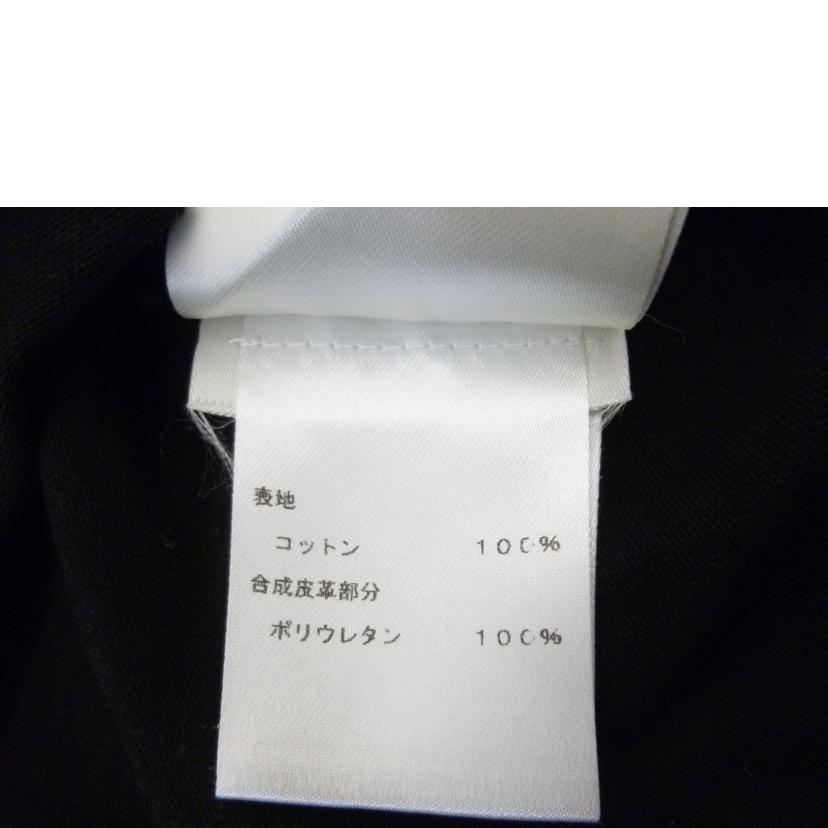 表地
コットン 100%
合成皮革部分
ポリウレタン 100%